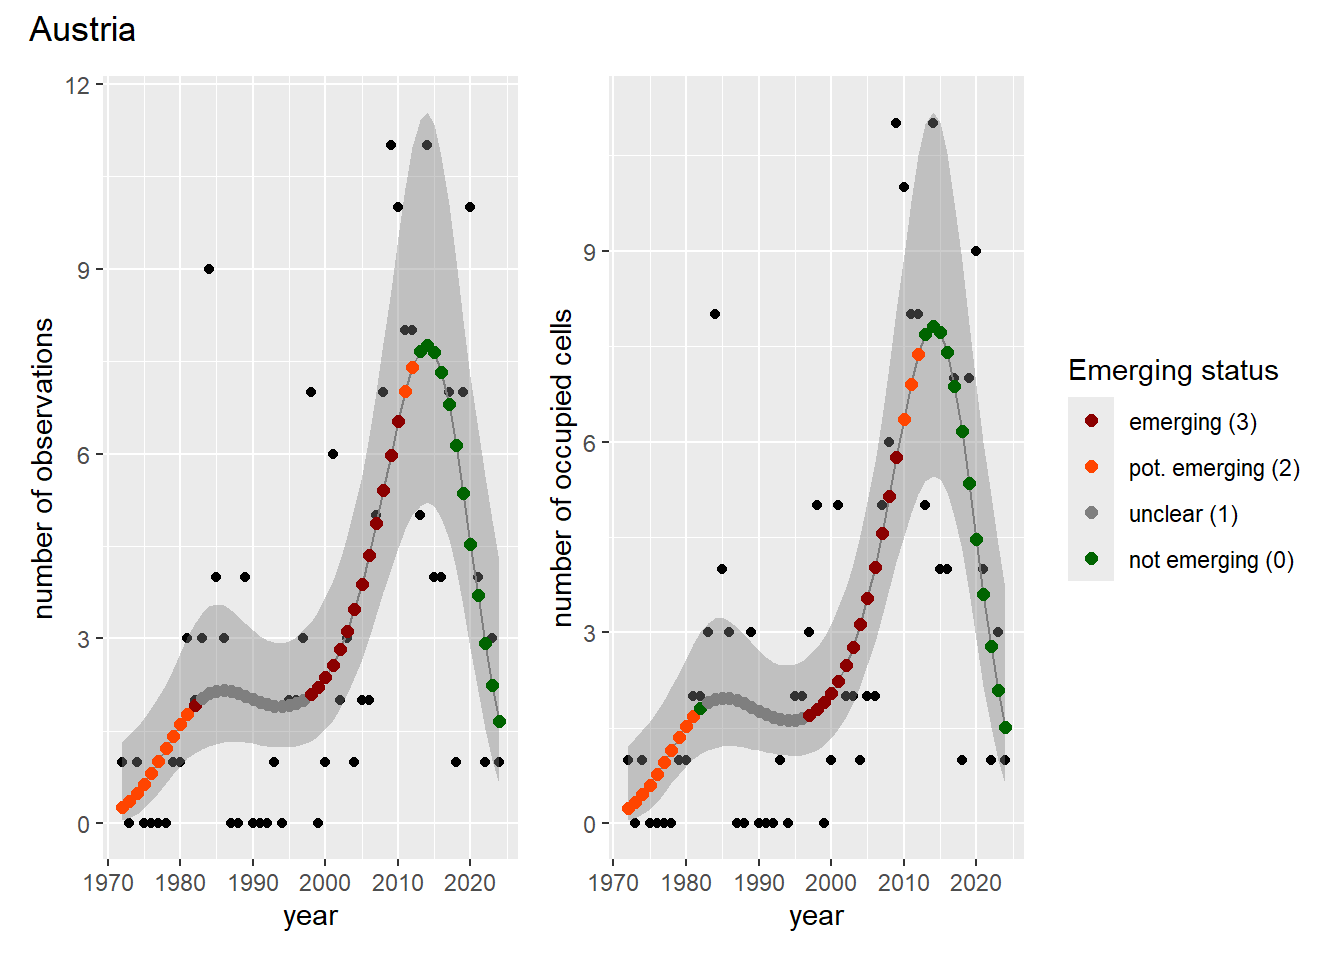 Austria
number of observations
12
9
6
3
0
1970 1980 1990 2000 2010 2020
year
number of occupied cells
9
6
3
0
1970 1980 1990 2000 2010 2020
year
Emerging status
emerging (3)
pot. emerging (2)
unclear (1)
not emerging (0)